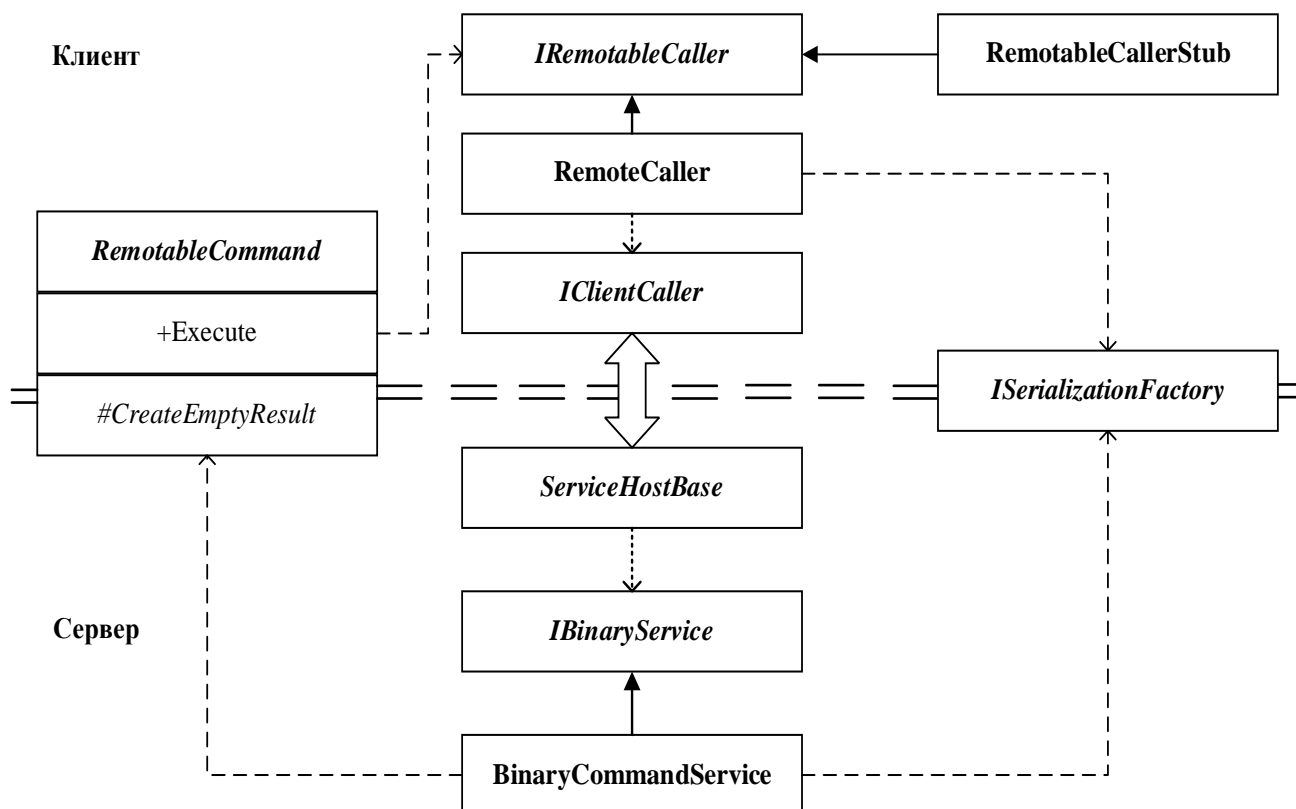 Клиент
IRemotableCaller
RemotableCallerStub
RemoteCaller
RemotableCommand
IClientCaller
+Execute
ISerializationFactory
#CreateEmptyResult
ServiceHostBase
Сервер
IBinaryService
BinaryCommandService